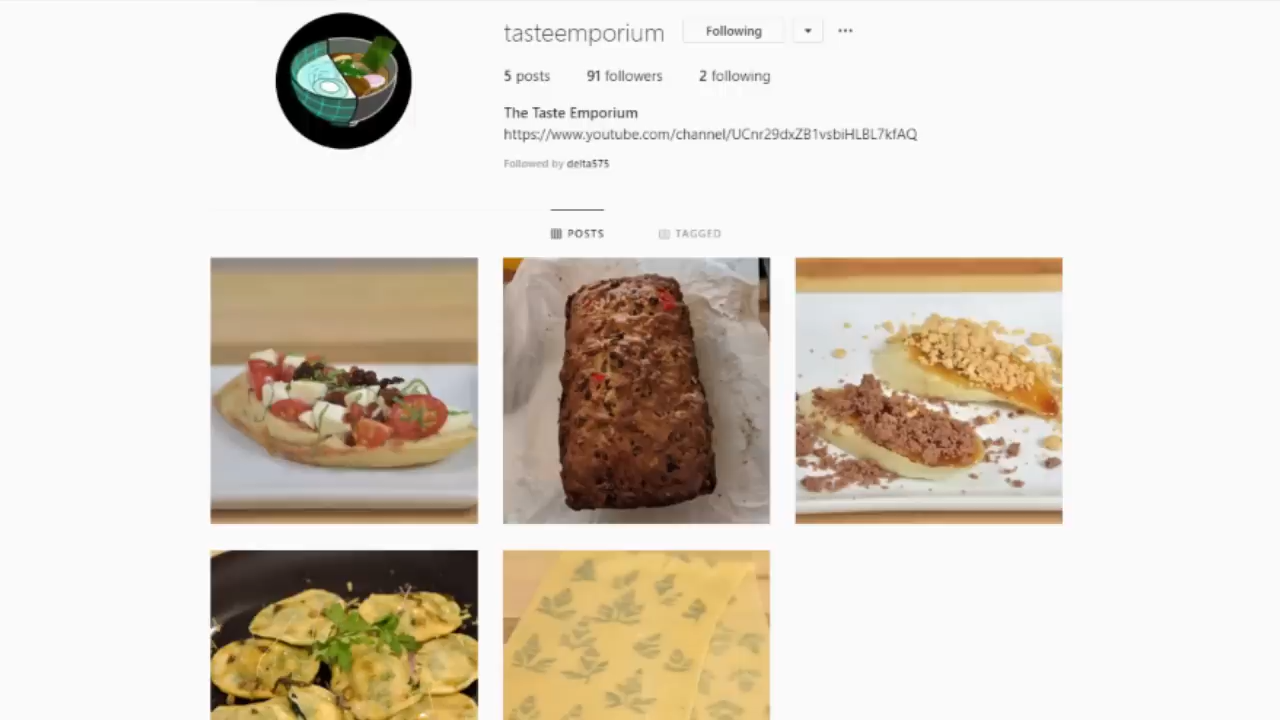 tasteemporium Following
5 posts 91 followers 2 following
The Taste Emporium
https://www.youtube.com/channel/UCnr29dxZB1vsbiHLBL7kfAQ
Followed by delta575
POSTS TAGGED